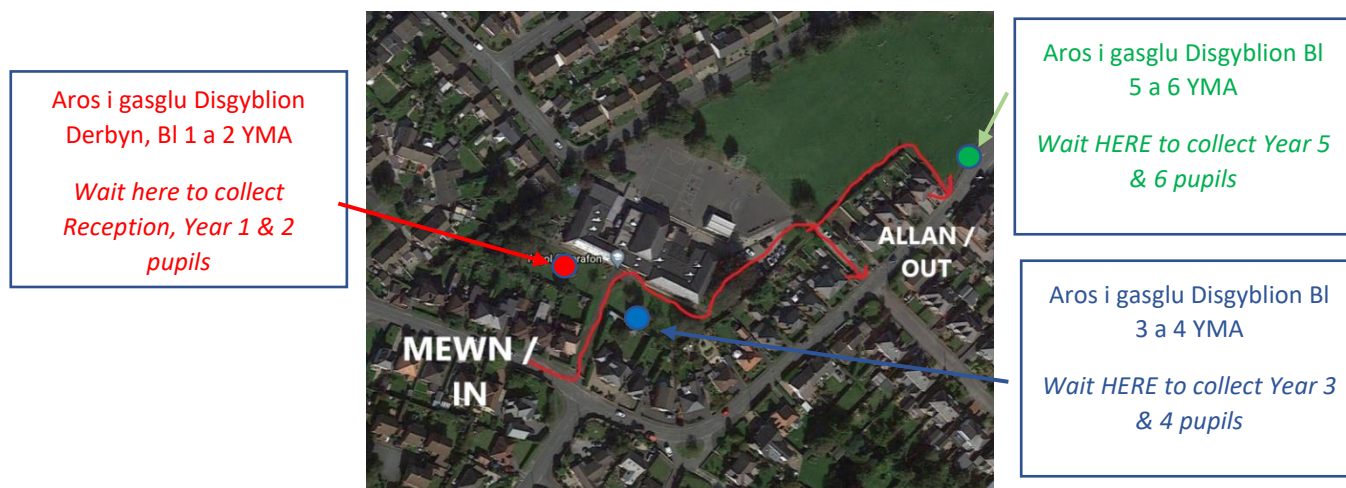 Aros i gasglu Disgyblion
Derbyn, Bl 1 a 2 YMA
Wait here to collect
Reception, Year 1 & 2
pupils
MEWN /
IN
ALLAN /
OUT
Aros i gasglu Disgyblion Bl
5 a 6 YMA
Wait HERE to collect Year 5
& 6 pupils
Aros i gasglu Disgyblion Bl
3 a 4 YMA
Wait HERE to collect Year 3
& 4 pupils